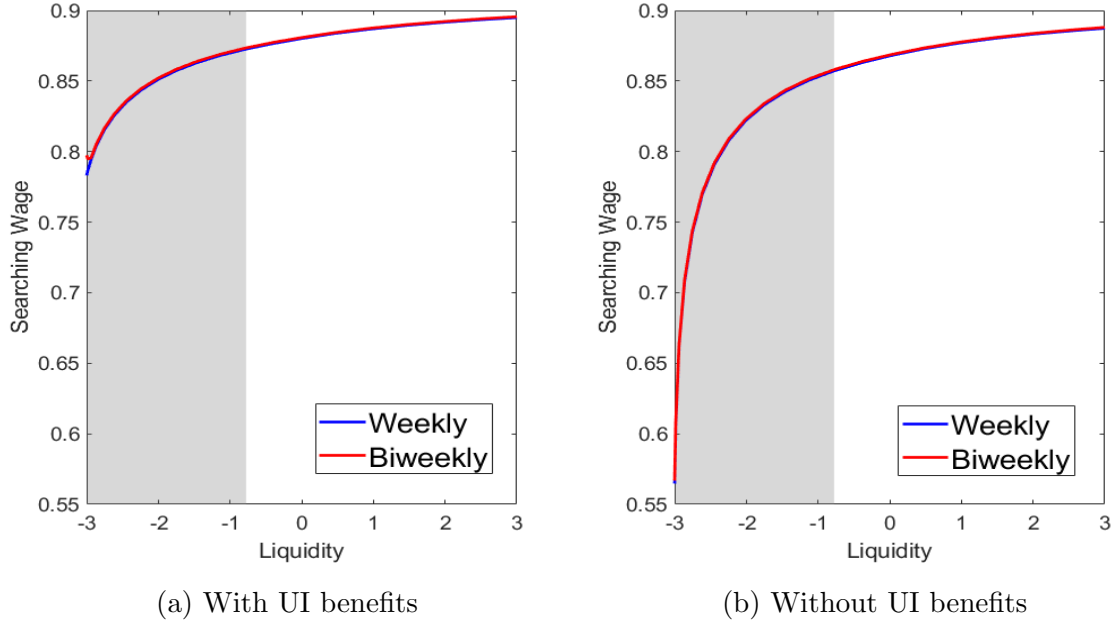 0.9
0.85
0.8
0.75
0.7
0.65
0.6
0.55
Searching Wage
-3 -2 -1 0 1 2 3
Liquidity
Weekly
Biweekly
(a) With UI benefits
0.9
0.85
0.8
0.75
0.7
0.65
0.6
0.55
Searching Wage
-3 -2 -1 0 1 2 3
Liquidity
Weekly
Biweekly
(b) Without UI benefits